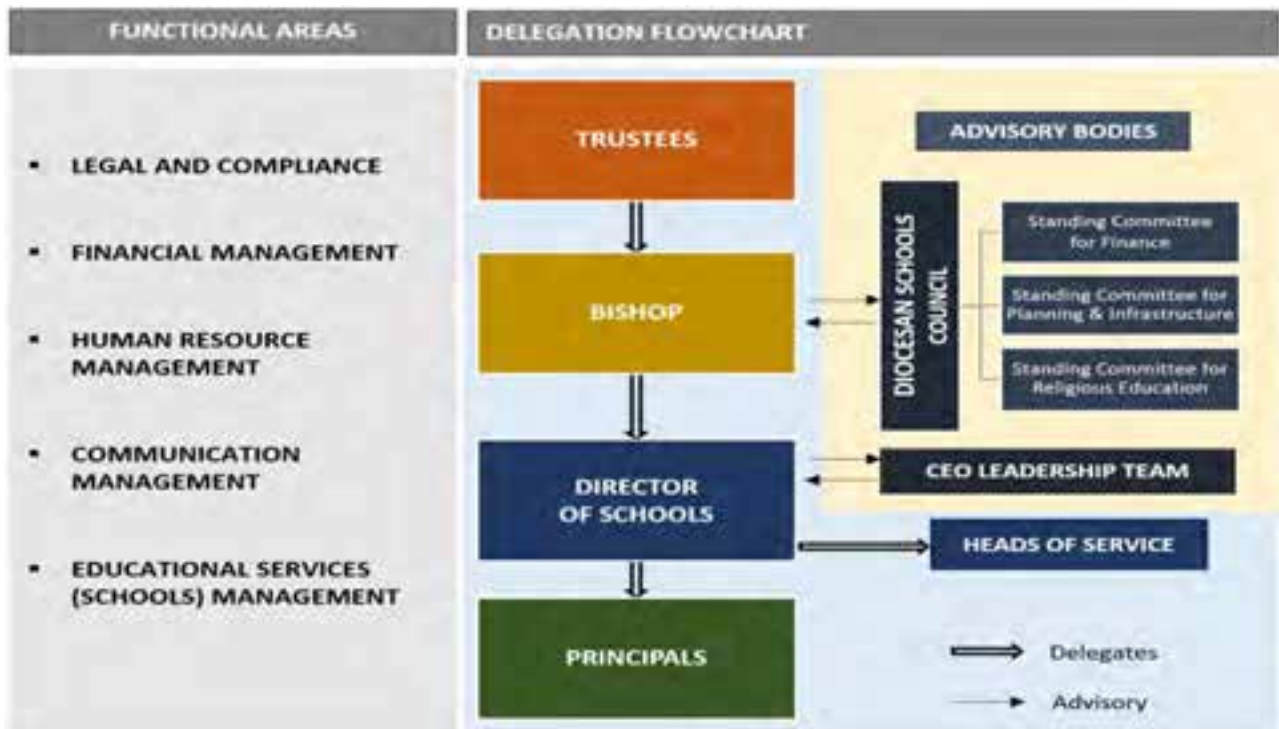 FUNCTIONAL AREAS
▪ LEGAL AND COMPLIANCE
▪ FINANCIAL MANAGEMENT
▪ HUMAN RESOURCE
MANAGEMENT
▪ COMMUNICATION
MANAGEMENT
▪ EDUCATIONAL SERVICES
(SCHOOLS) MANAGEMENT
DELEGATION FLOWCHART
TRUSTEES
BISHOP
DIRECTOR
OF SCHOOLS
PRINCIPALS
ADVISORY BODIES
DIOCESAN SCHOOLS
COUNCIL
Standing Committee
for Finance
Standing Committee for
Planning & Infrastructure
Standing Committee for
Religious Education
CEO LEADERSHIP TEAM
HEADS OF SERVICE
Delegates
Advisory